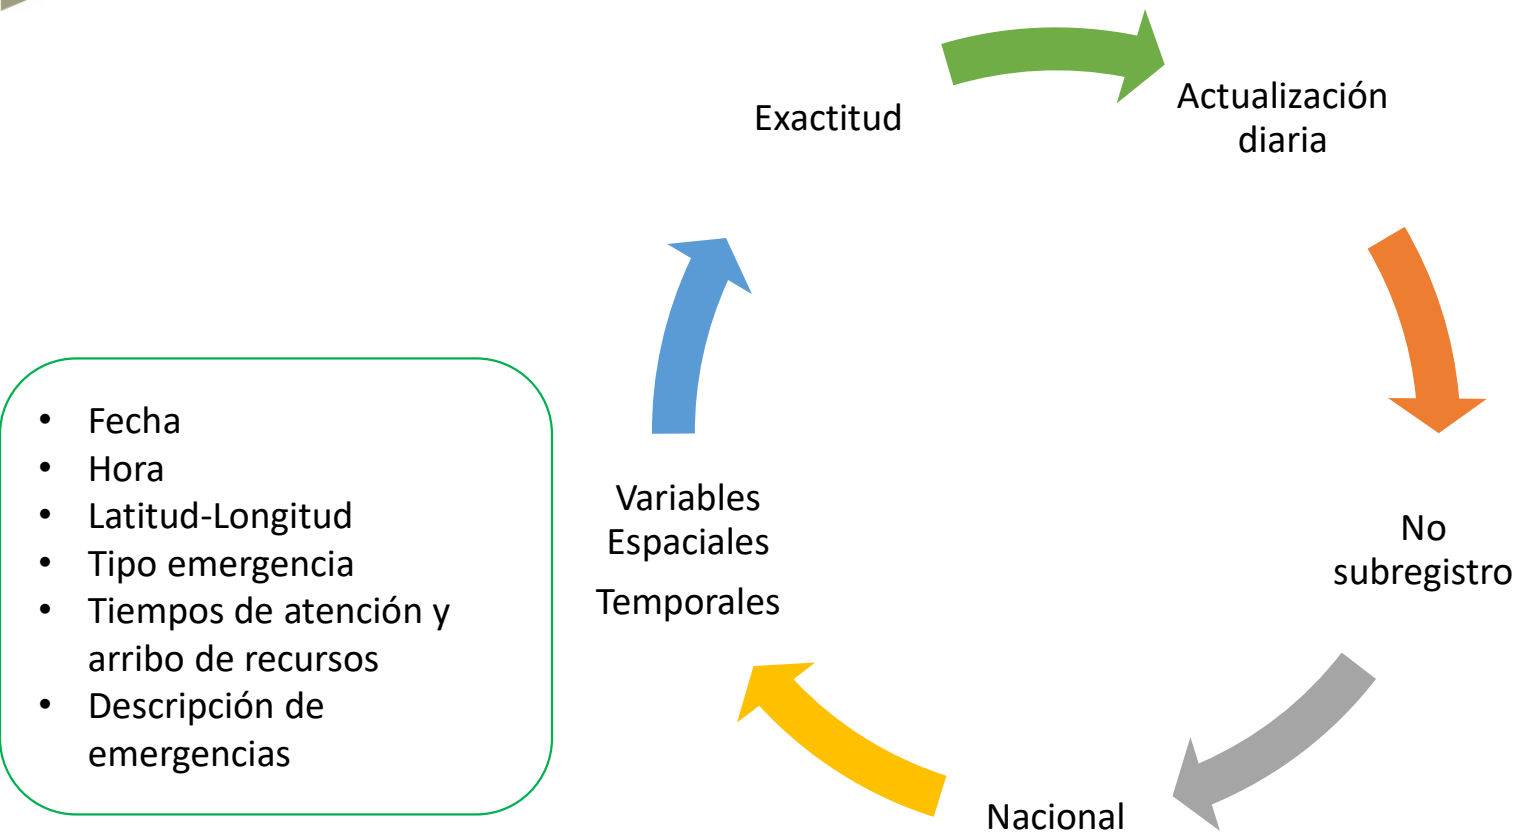 Exactitud
Actualización
diaria
No
subregistro
Nacional
Variables
Espaciales
Temporales
• Fecha
• Hora
• Latitud-Longitud
• Tipo emergencia
• Tiempos de atención y
arribo de recursos
• Descripción de
emergencias